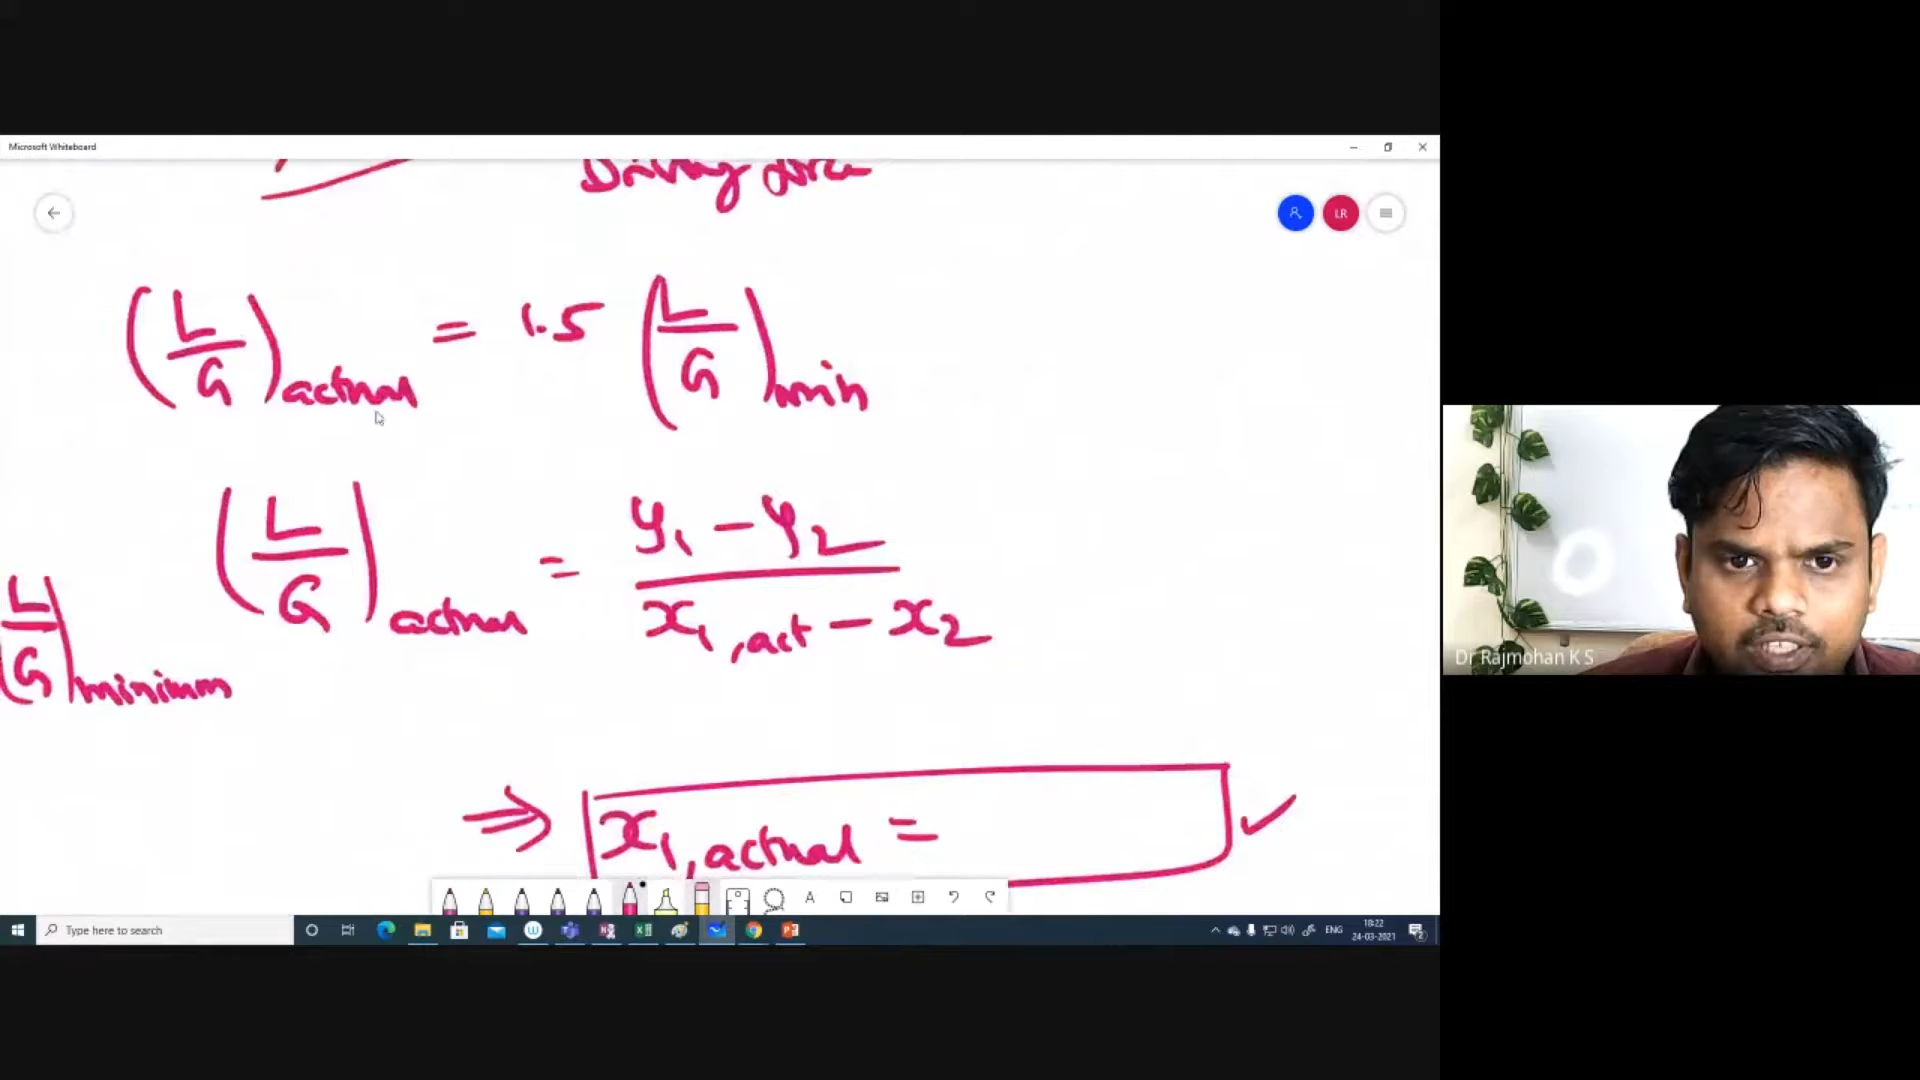 Microsoft Whiteboard
Driving force
LR
(L/G)actual = 1.5 (L/G)min
(L/G)actual = y1 - y2 / x1,act - x2
L/G)minimum
⇒ x1,actual = ✓
A
Type here to search
ENG
18:22
24-03-2021
2
Dr Rajmohan K S